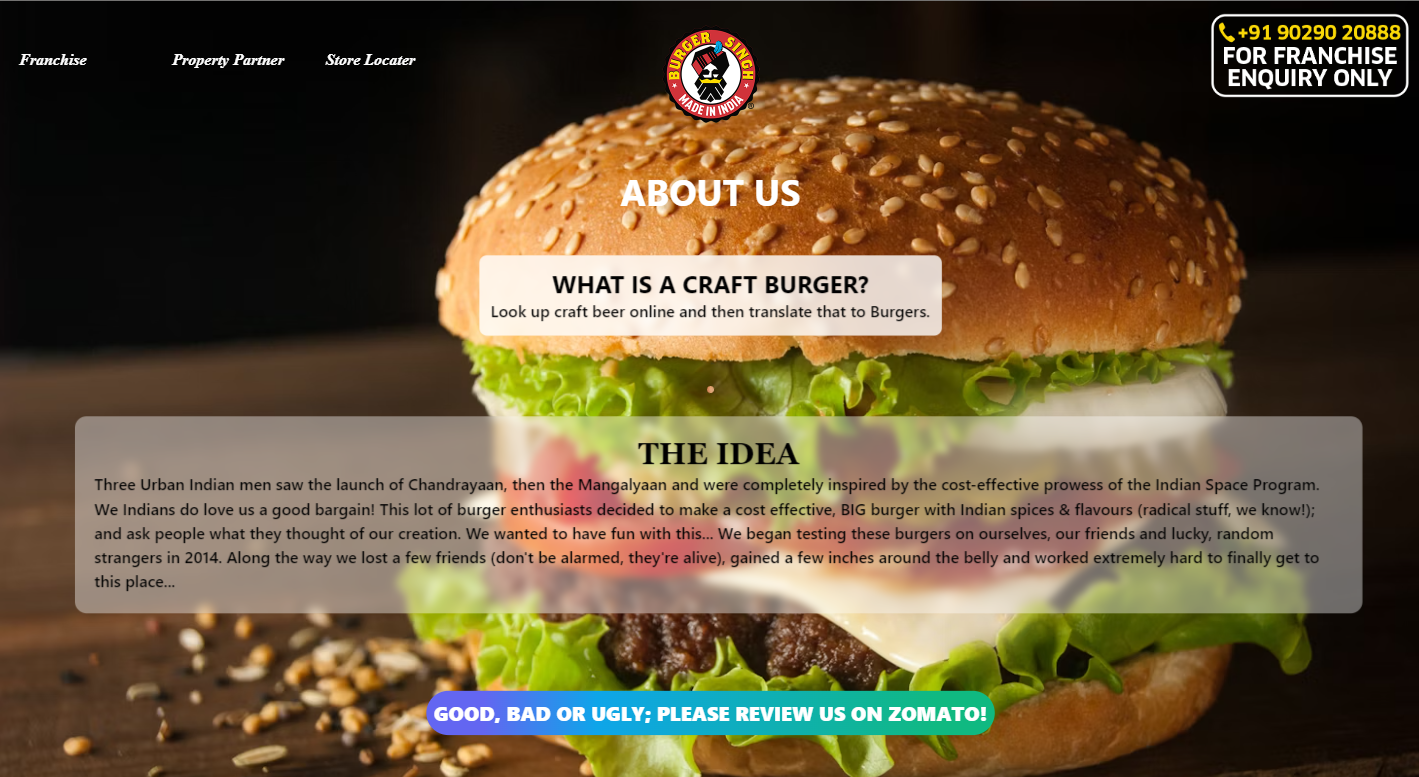 Franchise
Property Partner
Store Locater
BURGER SINGH
MADE IN INDIA
+91 90290 20888
FOR FRANCHISE
ENQUIRY ONLY
ABOUT US
WHAT IS A CRAFT BURGER?
Look up craft beer online and then translate that to Burgers.
THE IDEA
Three Urban Indian men saw the launch of Chandrayaan, then the Mangalyaan and were completely inspired by the cost-effective prowess of the Indian Space Program.
We Indians do love us a good bargain! This lot of burger enthusiasts decided to make a cost effective, BIG burger with Indian spices & flavours (radical stuff, we know!);
and ask people what they thought of our creation. We wanted to have fun with this... We began testing these burgers on ourselves, our friends and lucky, random
strangers in 2014. Along the way we lost a few friends (don't be alarmed, they're alive), gained a few inches around the belly and worked extremely hard to finally get to
this place...
GOOD, BAD OR UGLY; PLEASE REVIEW US ON ZOMATO!